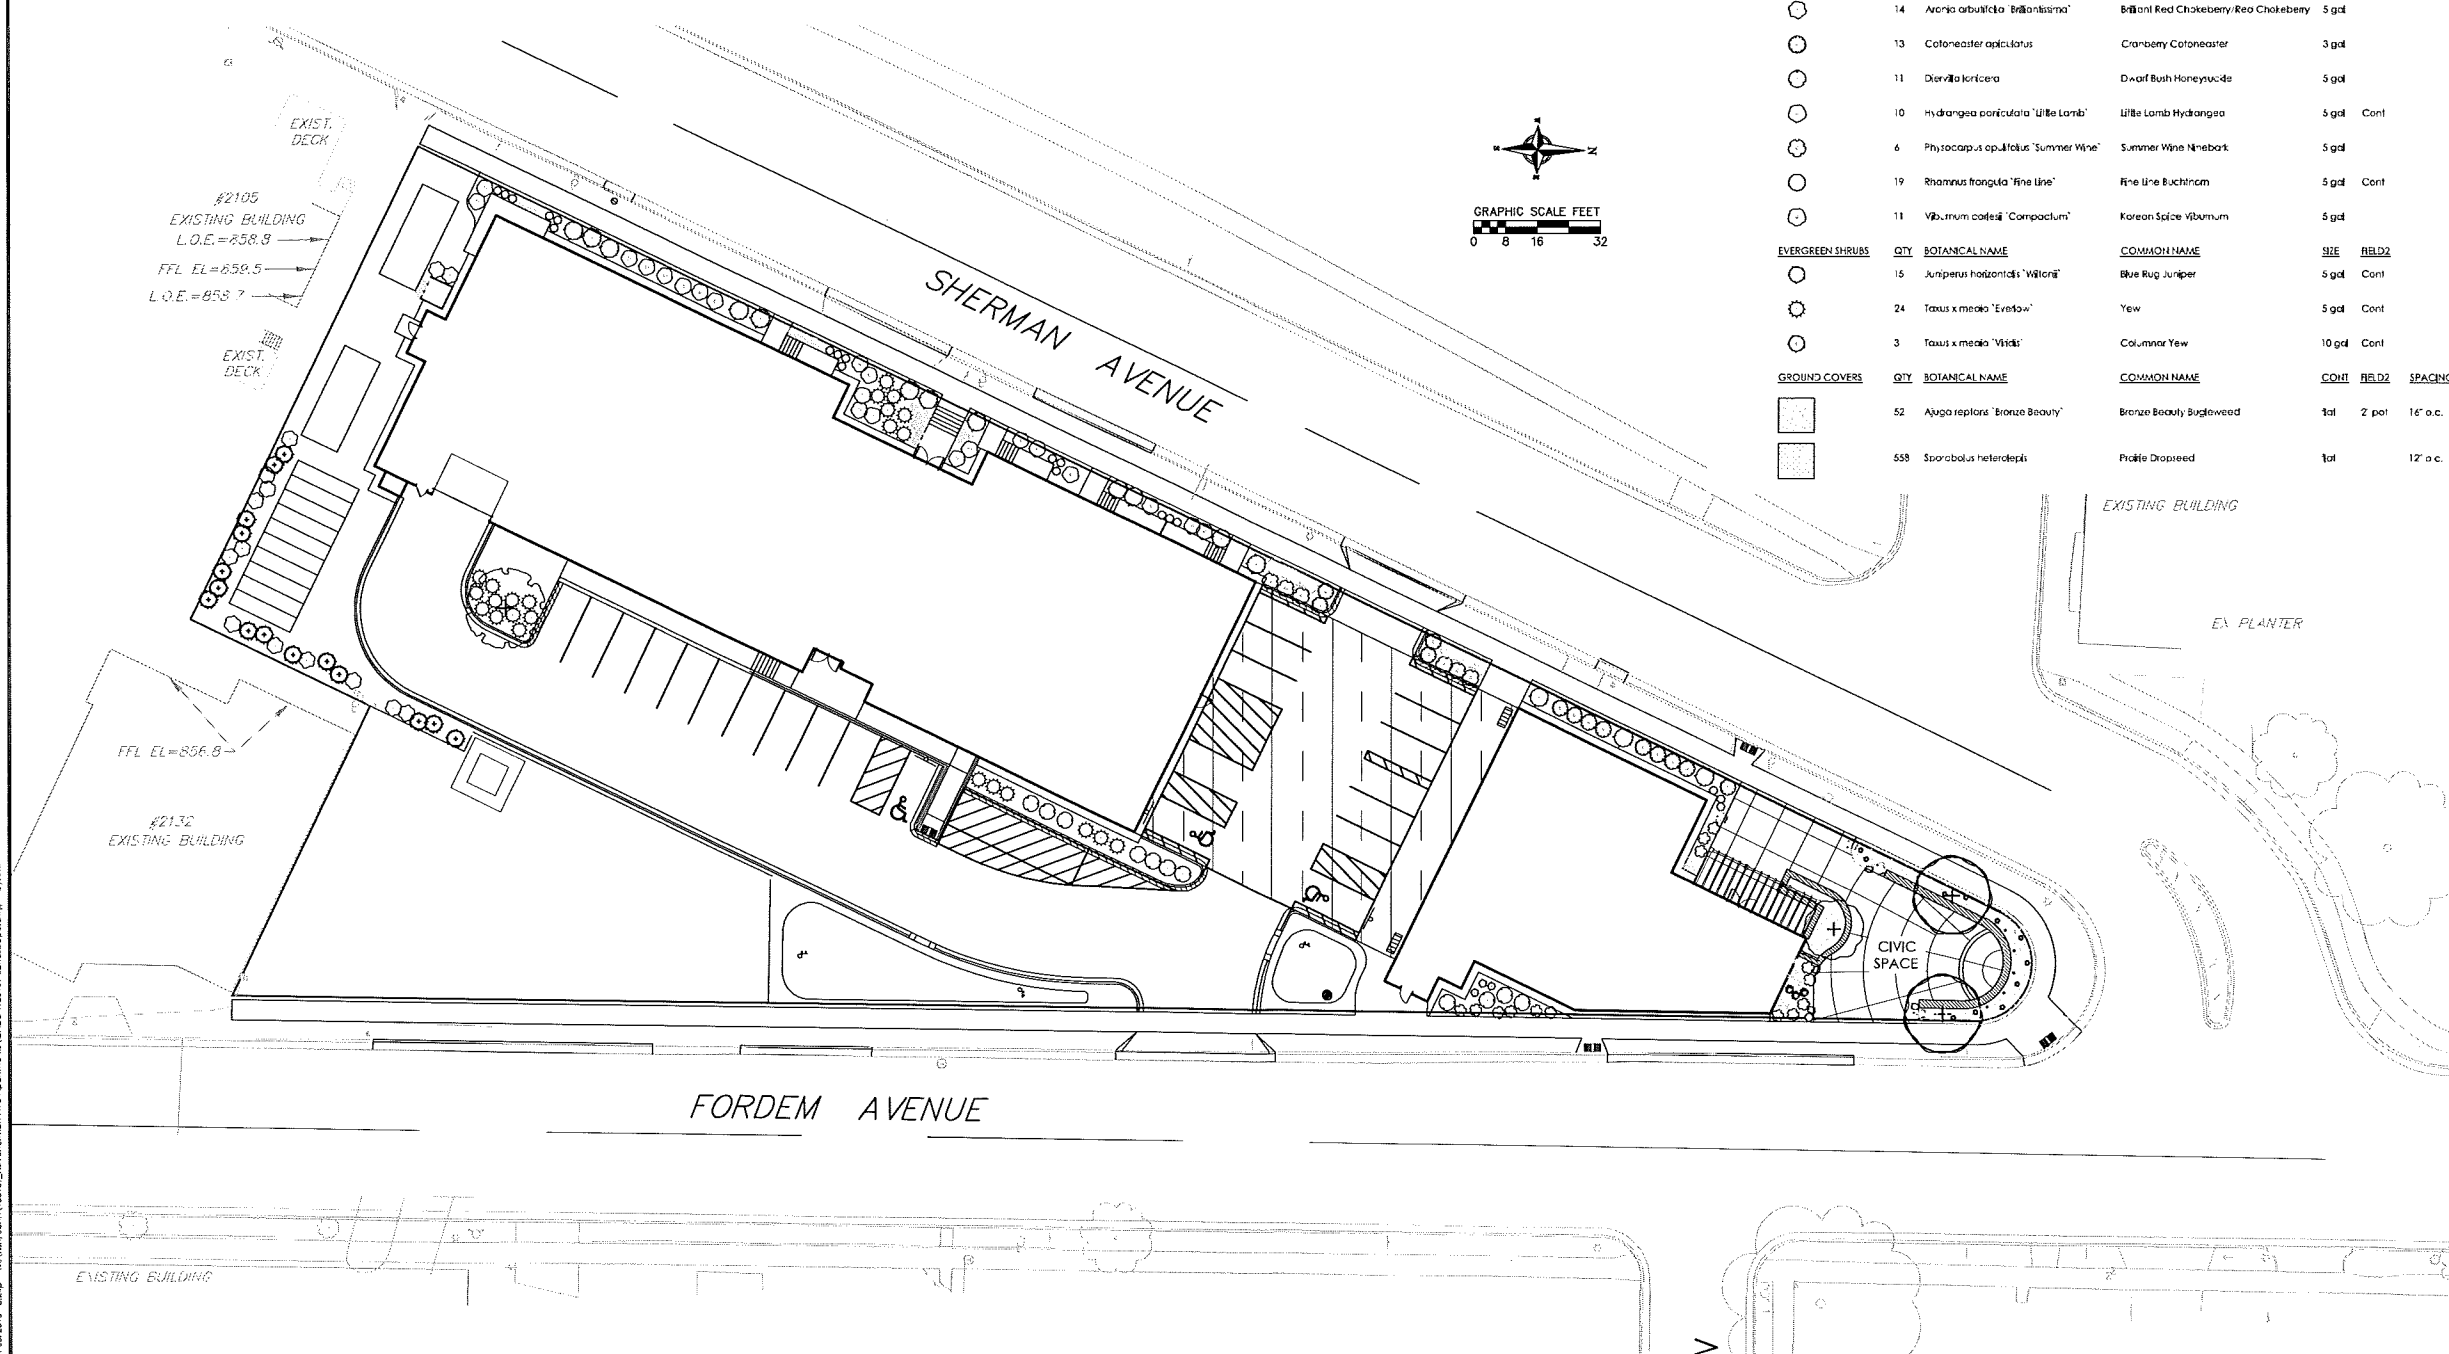 14 Aronia arbutifolia `Brilliantissima` Brilliant Red Chokeberry/Red Chokeberry 5 gal
13 Cotoneaster apiculatus Cranberry Cotoneaster 3 gal
11 Diervilla lonicera Dwarf Bush Honeysuckle 5 gal
10 Hydrangea paniculata `Little Lamb` Little Lamb Hydrangea 5 gal Cont
6 Physocarpus opulifolius `Summer Wine` Summer Wine Ninebark 5 gal
19 Rhamnus frangula `Fine Line` Fine Line Buchthorn 5 gal Cont
11 Viburnum carlesii `Compactum` Korean Spice Viburnum 5 gal
EVERGREEN SHRUBS QTY BOTANICAL NAME COMMON NAME SIZE FIELD2
15 Juniperus horizontalis `Wiltonii` Blue Rug Juniper 5 gal Cont
24 Taxus x media `Everlow` Yew 5 gal Cont
3 Taxus x media `Viridis` Columnar Yew 10 gal Cont
GROUND COVERS QTY BOTANICAL NAME COMMON NAME CONT FIELD2 SPACING
52 Ajuga reptans `Bronze Beauty` Bronze Beauty Bugleweed flat 2" pot 16" o.c.
558 Sporobolus heterolepis Prairie Dropseed flat 12" o.c.
N
GRAPHIC SCALE FEET
0 8 16 32
EXIST.
DECK
#2105
EXISTING BUILDING
L.O.E.=858.8
FFL EL=859.5
L.O.E.=858.7
EXIST.
DECK
SHERMAN AVENUE
EXISTING BUILDING
EX PLANTER
FFL EL=856.8
#2132
EXISTING BUILDING
CIVIC
SPACE
FORDEM AVENUE
EXISTING BUILDING